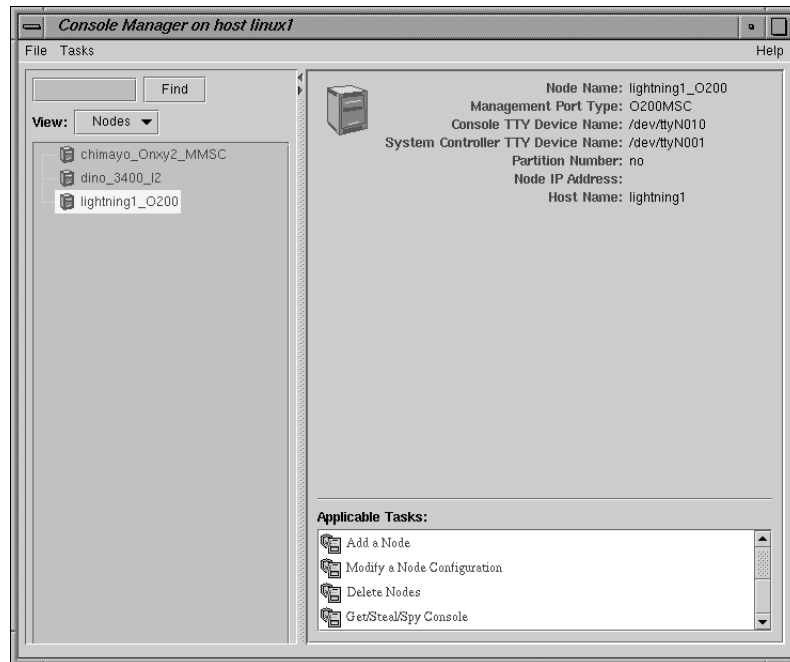 Console Manager on host linux1
File Tasks Help
Find
View: Nodes
chimayo_Onxy2_MMSC
dino_3400_I2
lightning1_O200
Node Name: lightning1_O200
Management Port Type: O200MSC
Console TTY Device Name: /dev/ttyN010
System Controller TTY Device Name: /dev/ttyN001
Partition Number: no
Node IP Address:
Host Name: lightning1
Applicable Tasks:
Add a Node
Modify a Node Configuration
Delete Nodes
Get/Steal/Spy Console